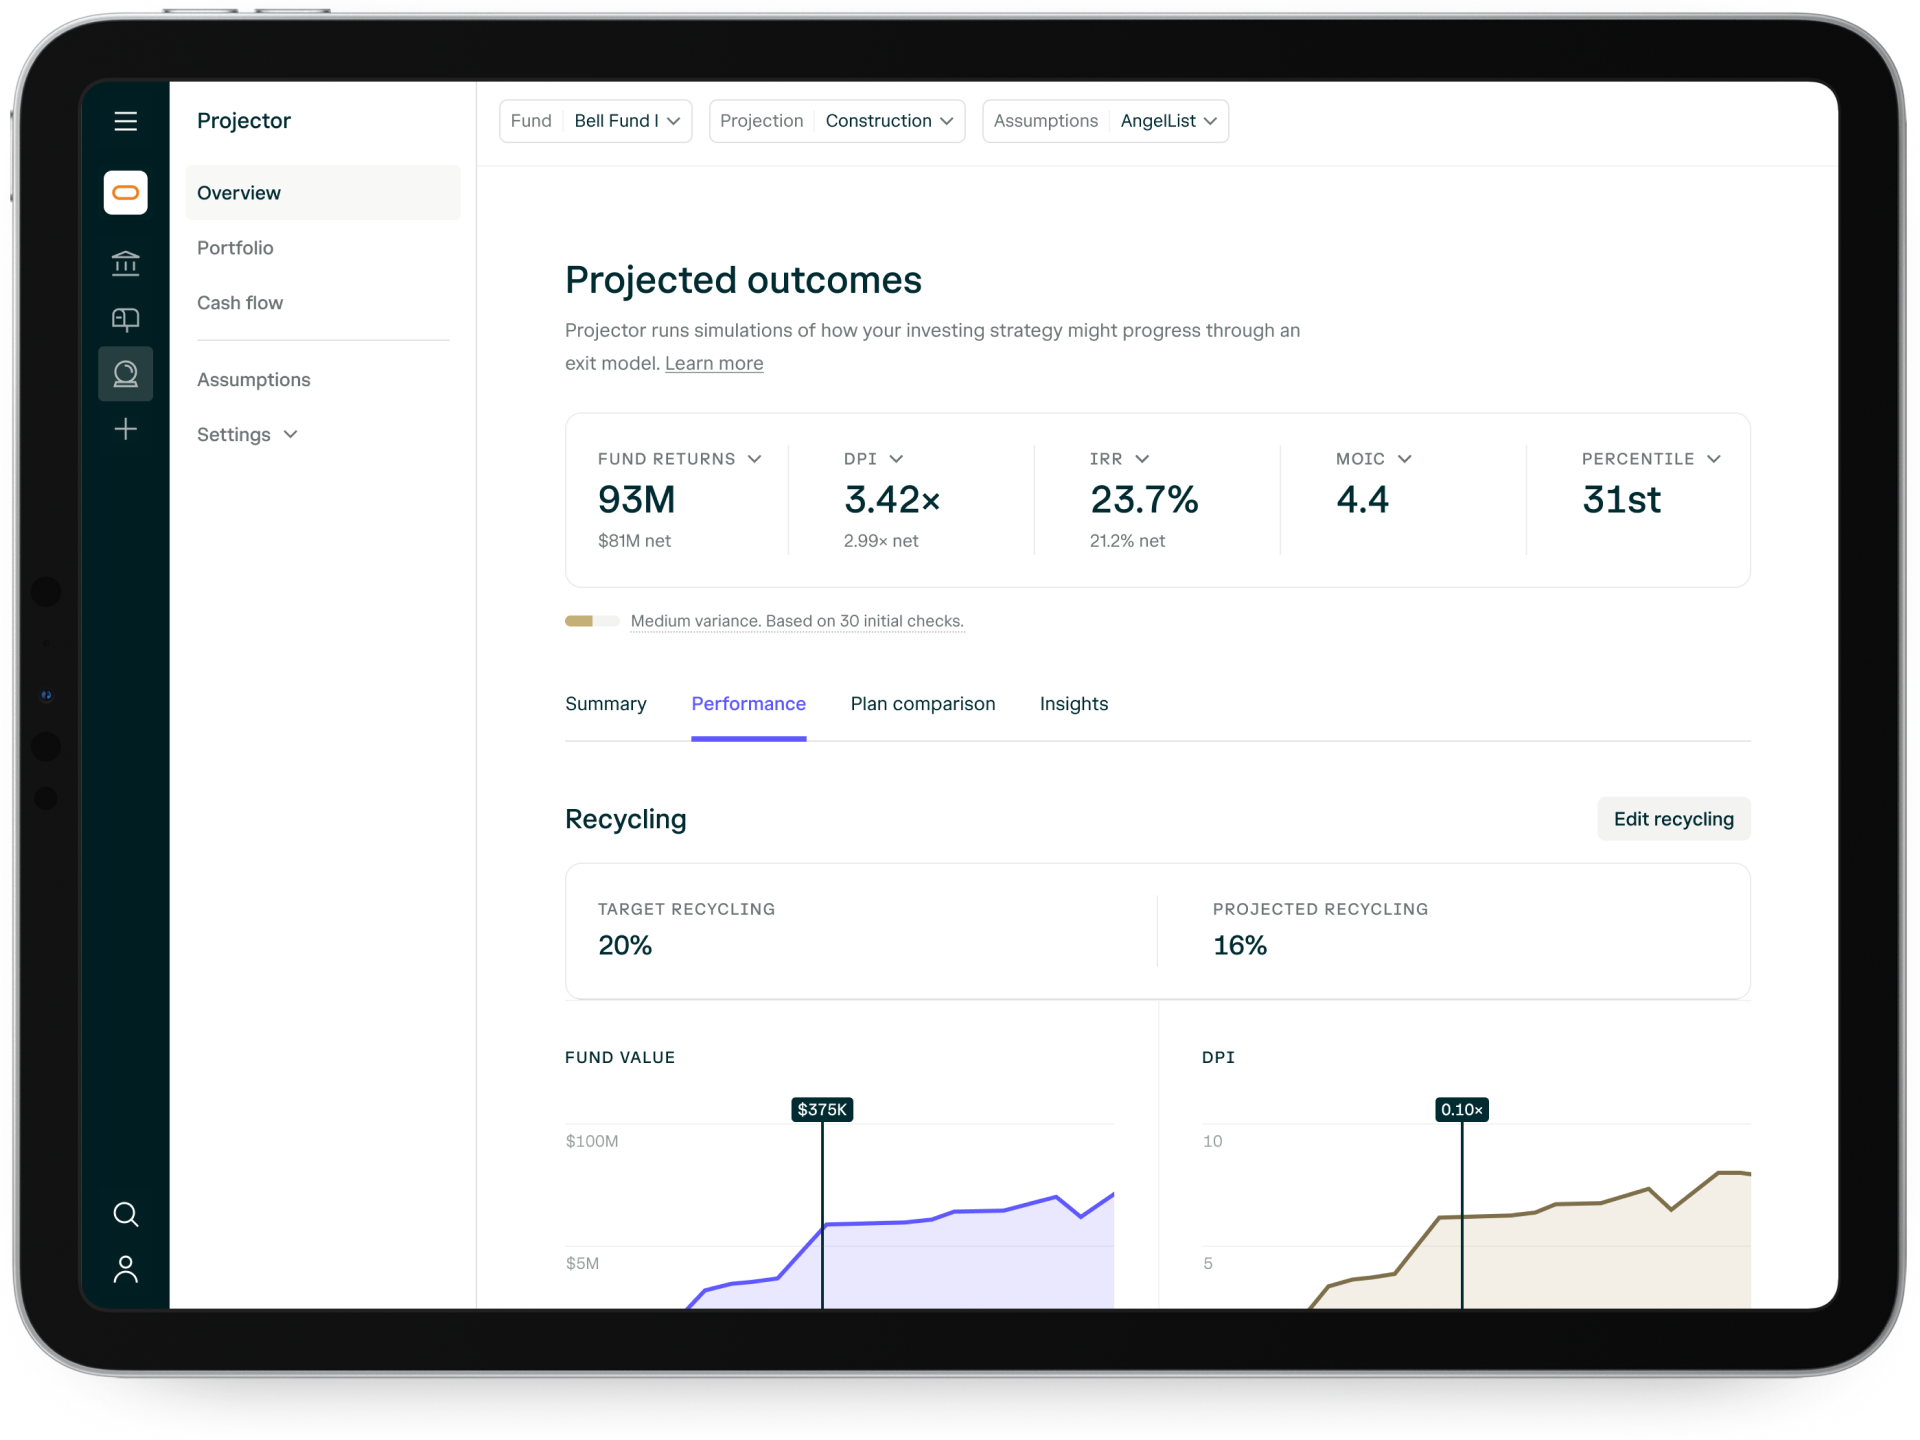 Projector
Overview
Portfolio
Cash flow
Assumptions
Settings
Fund Bell Fund I
Projection Construction
Assumptions AngelList
Projected outcomes
Projector runs simulations of how your investing strategy might progress through an
exit model. Learn more
FUND RETURNS
93M
$81M net
DPI
3.42×
2.99× net
IRR
23.7%
21.2% net
MOIC
4.4
PERCENTILE
31st
Medium variance. Based on 30 initial checks.
Summary
Performance
Plan comparison
Insights
Recycling
Edit recycling
TARGET RECYCLING
20%
PROJECTED RECYCLING
16%
FUND VALUE
$375K
$100M
$5M
DPI
0.10×
10
5